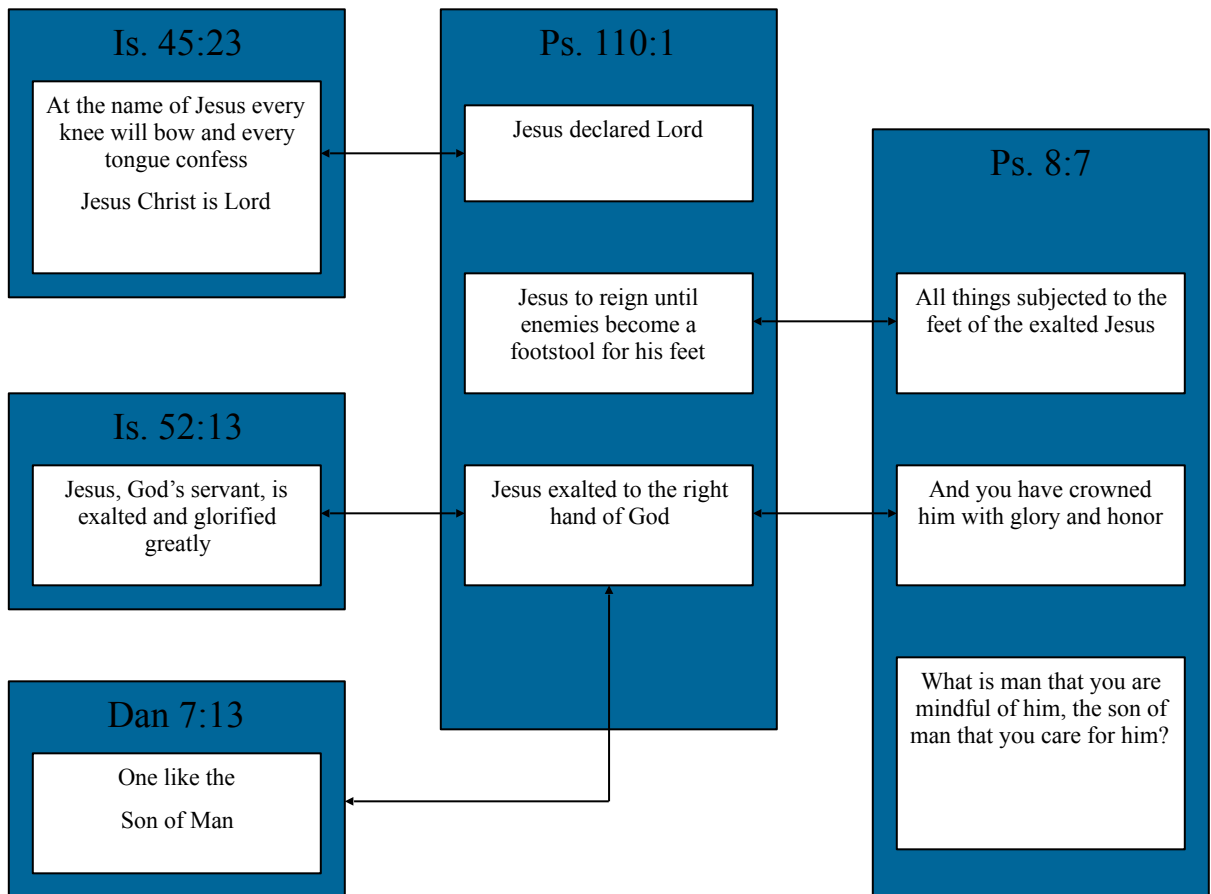 Is. 45:23
At the name of Jesus every
knee will bow and every
tongue confess
Jesus Christ is Lord
Is. 52:13
Jesus, God’s servant, is
exalted and glorified
greatly
Dan 7:13
One like the
Son of Man
Ps. 110:1
Jesus declared Lord
Jesus to reign until
enemies become a
footstool for his feet
Jesus exalted to the right
hand of God
Ps. 8:7
All things subjected to the
feet of the exalted Jesus
And you have crowned
him with glory and honor
What is man that you are
mindful of him, the son of
man that you care for him?